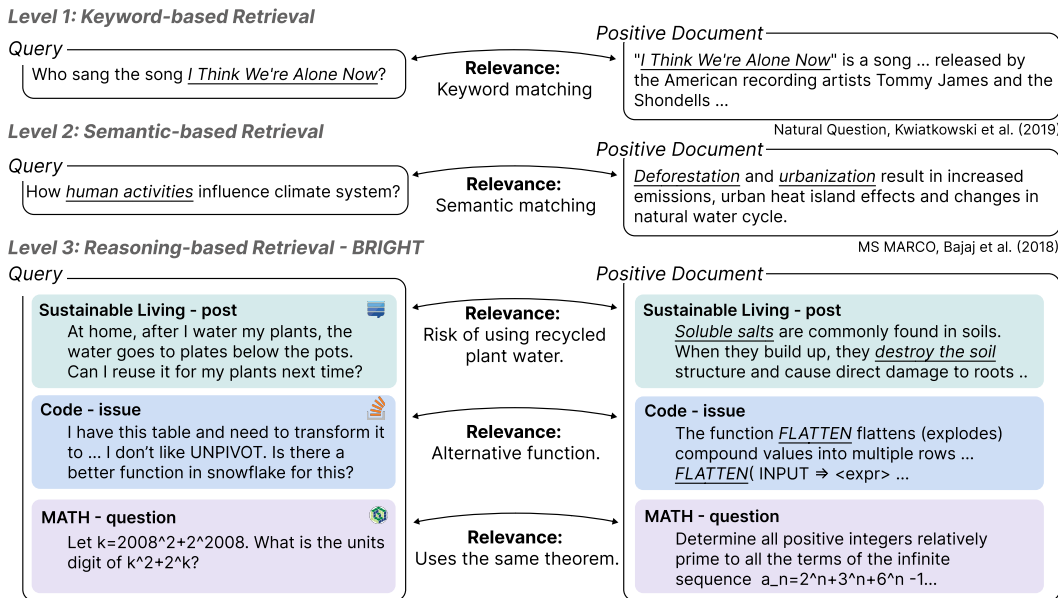 Level 1: Keyword-based Retrieval
Query
Who sang the song I Think We're Alone Now?
Relevance:
Keyword matching
Positive Document
"I Think We're Alone Now" is a song ... released by
the American recording artists Tommy James and the
Shondells ...
Natural Question, Kwiatkowski et al. (2019)
Level 2: Semantic-based Retrieval
Query
How human activities influence climate system?
Relevance:
Semantic matching
Positive Document
Deforestation and urbanization result in increased
emissions, urban heat island effects and changes in
natural water cycle.
MS MARCO, Bajaj et al. (2018)
Level 3: Reasoning-based Retrieval - BRIGHT
Query
Positive Document
Sustainable Living - post
At home, after I water my plants, the
water goes to plates below the pots.
Can I reuse it for my plants next time?
Relevance:
Risk of using recycled
plant water.
Sustainable Living - post
Soluble salts are commonly found in soils.
When they build up, they destroy the soil
structure and cause direct damage to roots ..
Code - issue
I have this table and need to transform it
to ... I don't like UNPIVOT. Is there a
better function in snowflake for this?
Relevance:
Alternative function.
Code - issue
The function FLATTEN flattens (explodes)
compound values into multiple rows ...
FLATTEN( INPUT ⇒ <expr> ...
MATH - question
Let k=2008^2+2^2008. What is the units
digit of k^2+2^k?
Relevance:
Uses the same theorem.
MATH - question
Determine all positive integers relatively
prime to all the terms of the infinite
sequence a_n=2^n+3^n+6^n -1...